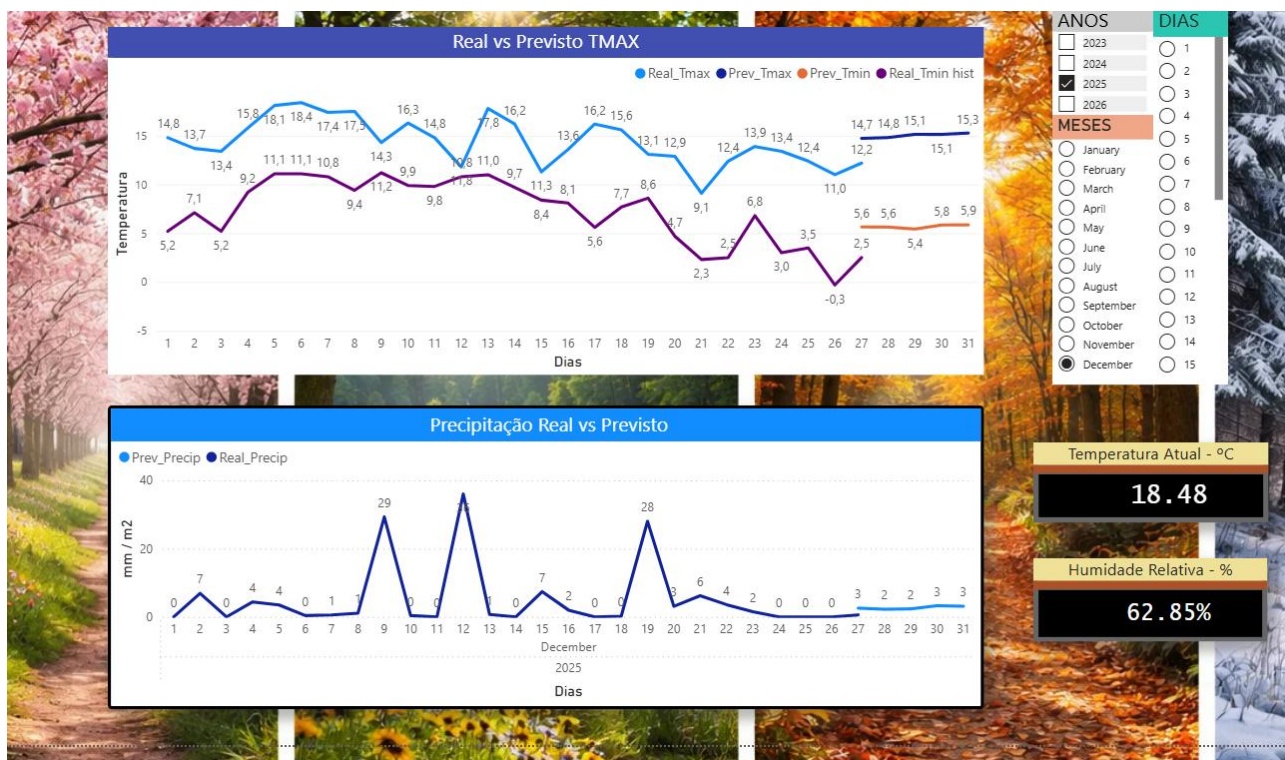 Real vs Previsto TMAX
Real_Tmax Prev_Tmax Prev_Tmin Real_Tmin hist
Temperatura
15
10
5
0
-5
14,8 13,7 13,4 15,8 18,1 18,4 17,4 17,5 14,3 16,3 14,8 11,8 17,8 16,2 11,3 13,6 16,2 15,6 13,1 12,9 9,1 12,4 13,9 13,4 12,4 11,0 12,2
14,7 14,8 15,1 15,1 15,3
5,6 5,6 5,4 5,8 5,9
5,2 7,1 5,2 9,2 11,1 11,1 10,8 9,4 11,2 9,9 9,8 10,8 11,0 9,7 8,4 8,1 5,6 7,7 8,6 4,7 2,3 2,5 6,8 3,0 3,5 -0,3 2,5
1 2 3 4 5 6 7 8 9 10 11 12 13 14 15 16 17 18 19 20 21 22 23 24 25 26 27 28 29 30 31
Dias
ANOS
2023
2024
2025
2026
MESES
January
February
March
April
May
June
July
August
September
October
November
December
DIAS
1
2
3
4
5
6
7
8
9
10
11
12
13
14
15
Precipitação Real vs Previsto
Prev_Precip Real_Precip
mm / m2
40
20
0
0 7 0 4 4 0 1 1 29 0 0 36 1 0 7 2 0 0 28 3 6 4 2 0 0 0 3 2 2 3 3
1 2 3 4 5 6 7 8 9 10 11 12 13 14 15 16 17 18 19 20 21 22 23 24 25 26 27 28 29 30 31
December
2025
Dias
Temperatura Atual - ºC
18.48
Humidade Relativa - %
62.85%